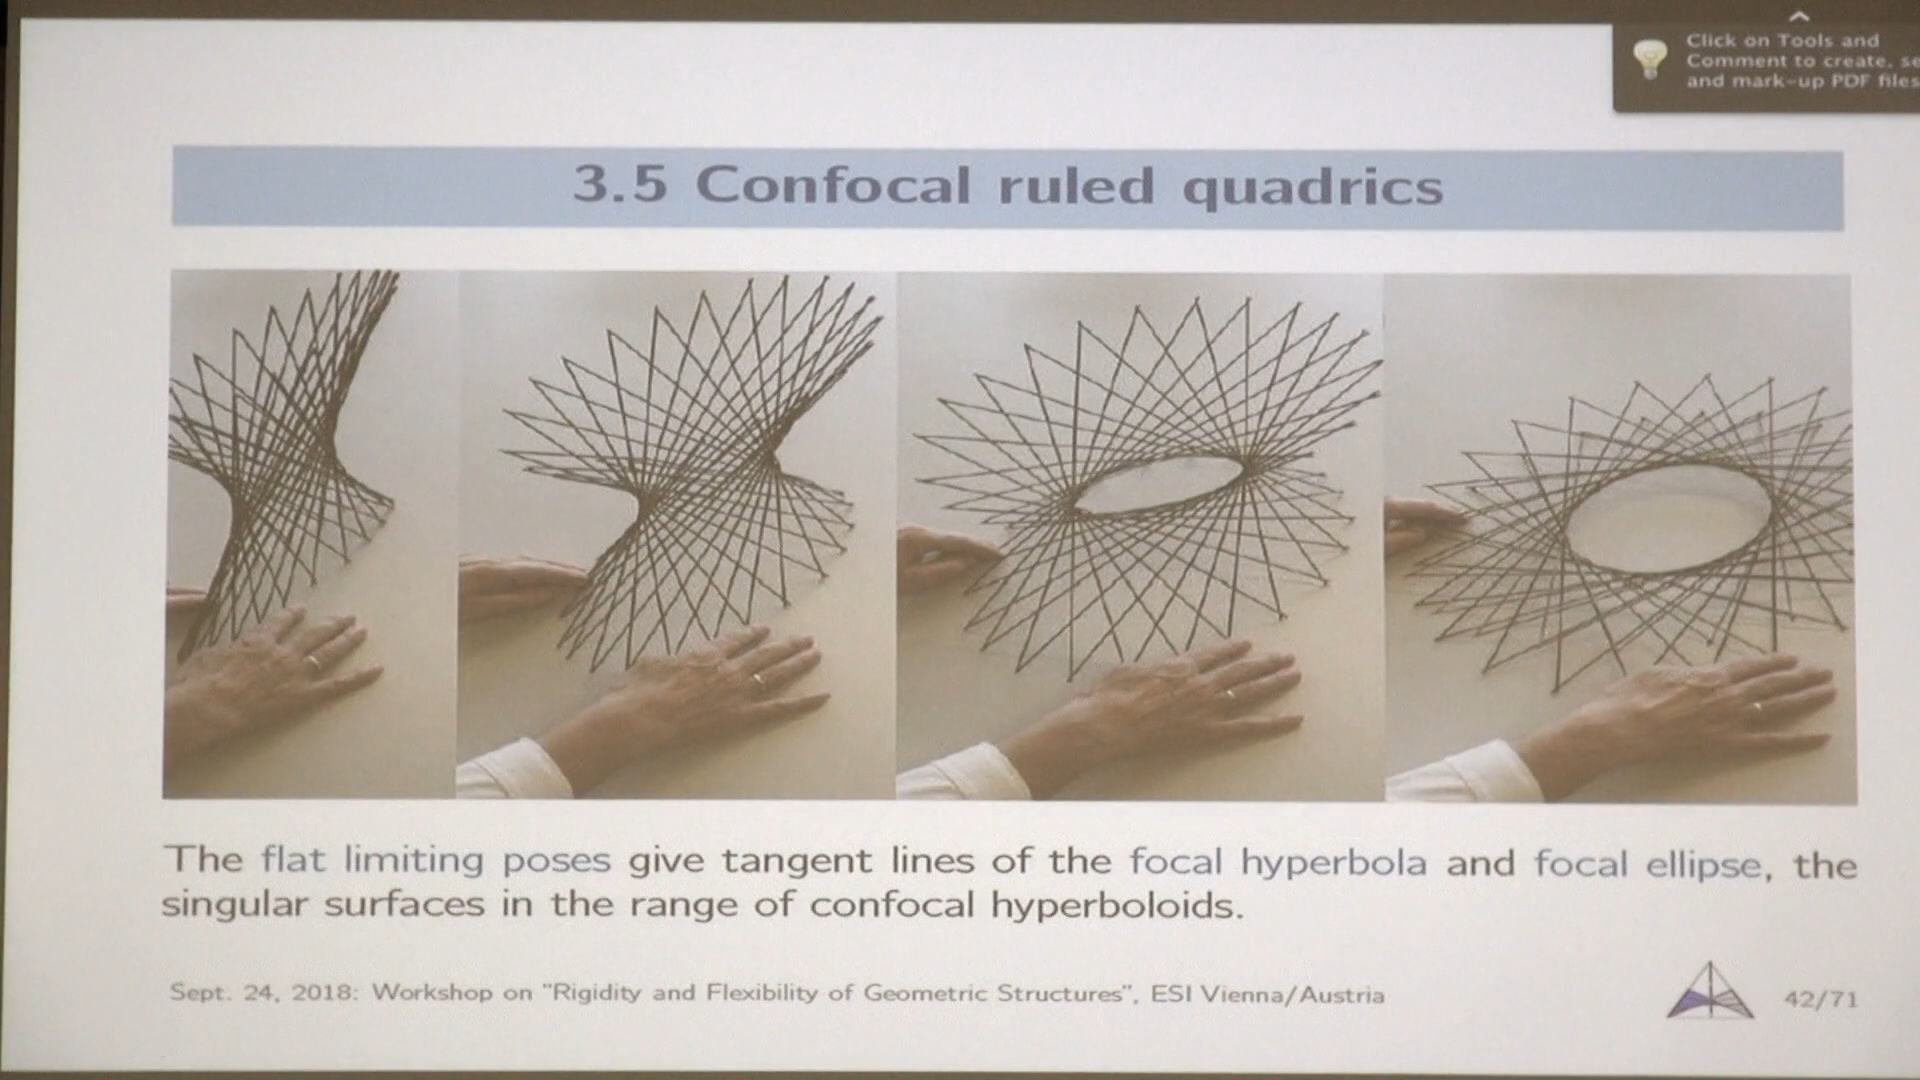 Click on Tools and
Comment to create, se
and mark-up PDF files
3.5 Confocal ruled quadrics
The flat limiting poses give tangent lines of the focal hyperbola and focal ellipse, the
singular surfaces in the range of confocal hyperboloids.
Sept. 24, 2018: Workshop on "Rigidity and Flexibility of Geometric Structures", ESI Vienna/Austria
42/71